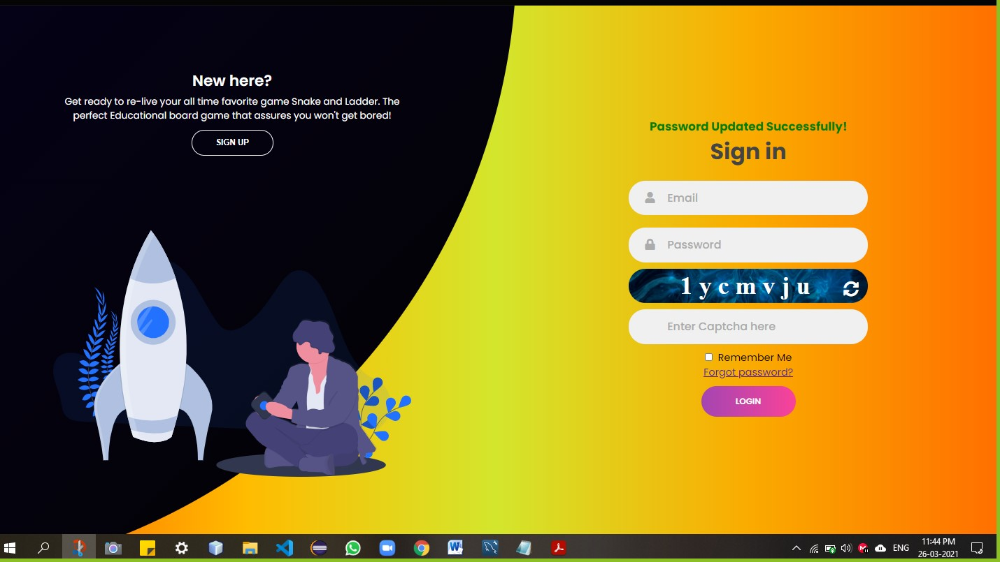 New here?
Get ready to re-live your all time favorite game Snake and Ladder. The
perfect Educational board game that assures you won't get bored!
SIGN UP
Password Updated Successfully!
Sign in
Email
Password
1 y c m v j u
Enter Captcha here
Remember Me
Forgot password?
LOGIN
ENG
11:44 PM
26-03-2021